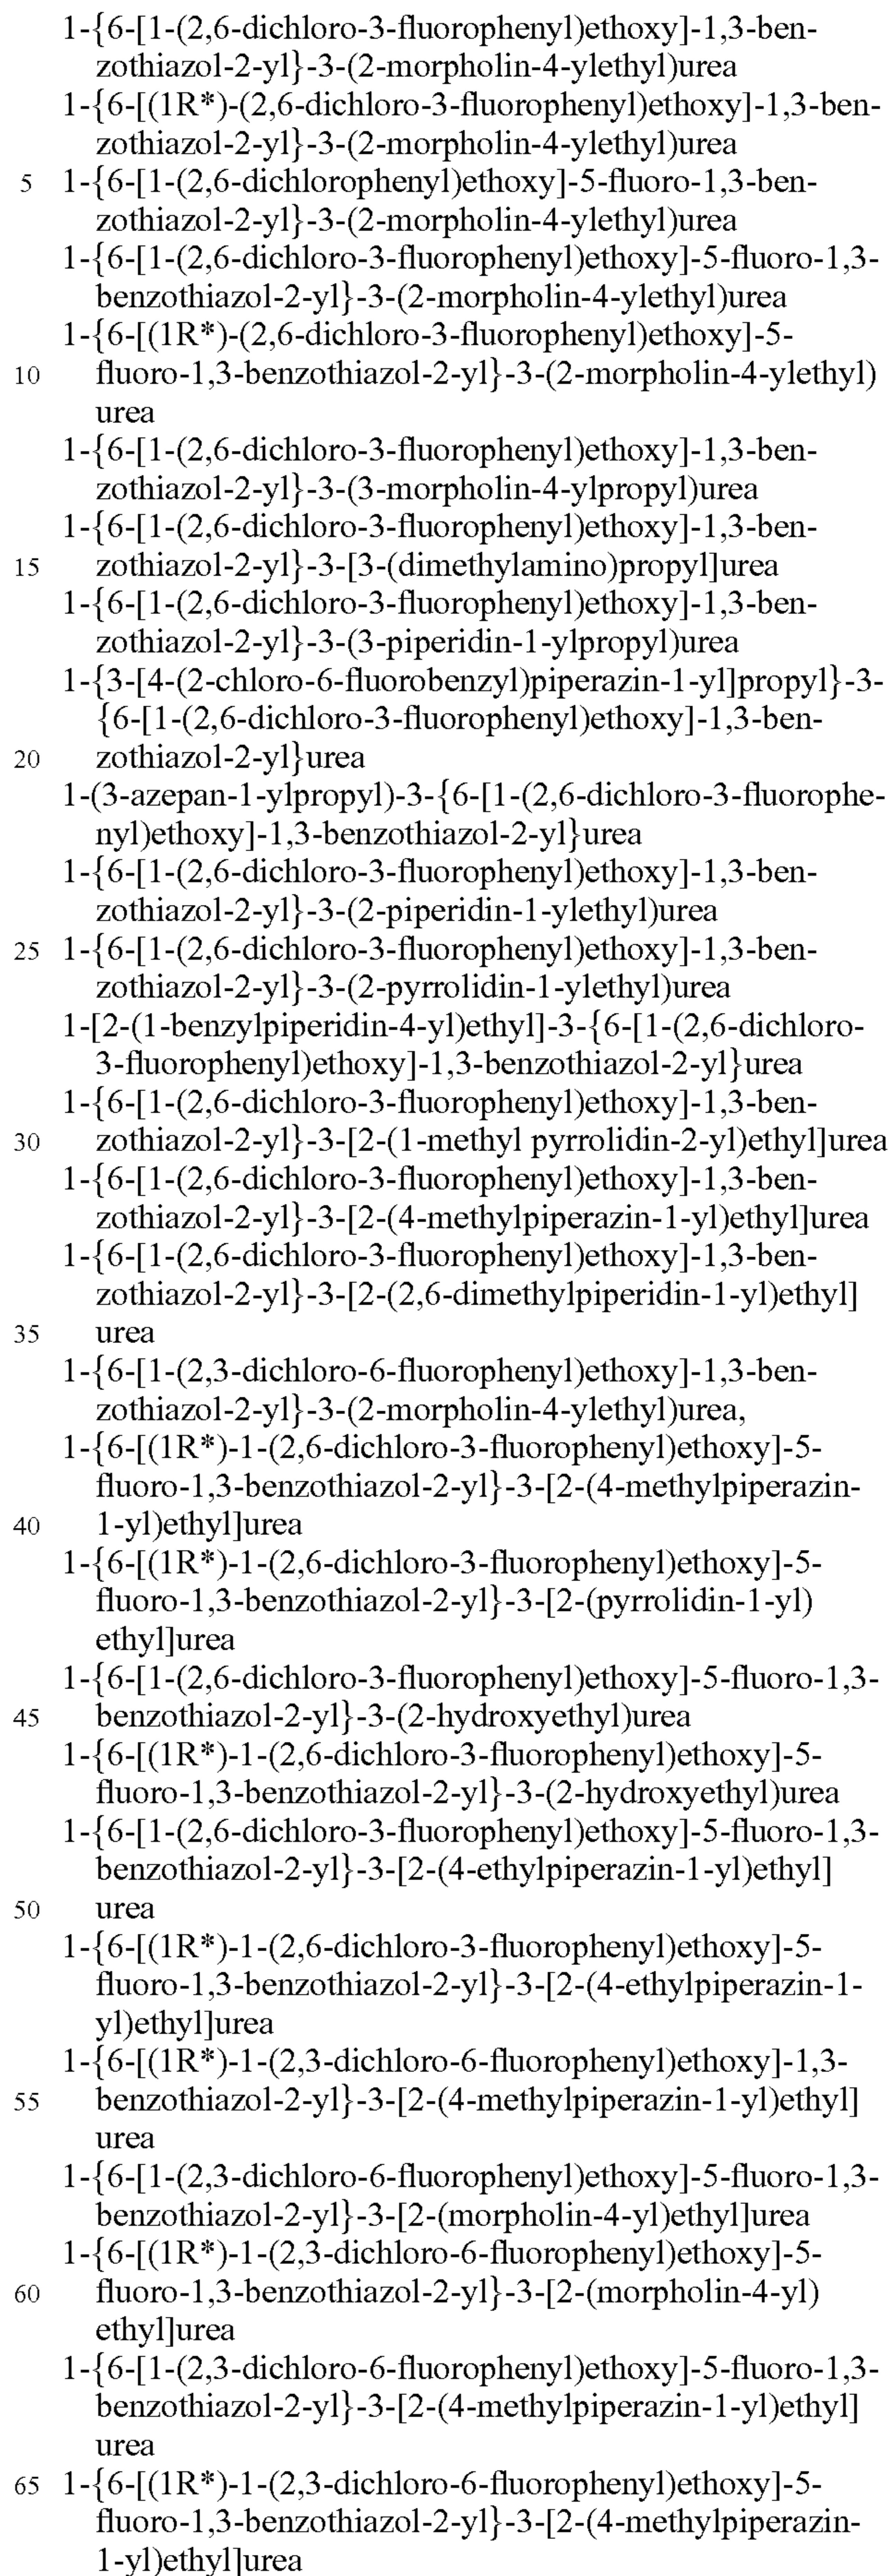 1-{6-[1-(2,6-dichloro-3-fluorophenyl)ethoxy]-1,3-ben-
zothiazol-2-yl}-3-(2-morpholin-4-ylethyl)urea
1-{6-[(1R*)-(2,6-dichloro-3-fluorophenyl)ethoxy]-1,3-ben-
zothiazol-2-yl}-3-(2-morpholin-4-ylethyl)urea
5 1-{6-[1-(2,6-dichlorophenyl)ethoxy]-5-fluoro-1,3-ben-
zothiazol-2-yl}-3-(2-morpholin-4-ylethyl)urea
1-{6-[1-(2,6-dichloro-3-fluorophenyl)ethoxy]-5-fluoro-1,3-
benzothiazol-2-yl}-3-(2-morpholin-4-ylethyl)urea
1-{6-[(1R*)-(2,6-dichloro-3-fluorophenyl)ethoxy]-5-
10 fluoro-1,3-benzothiazol-2-yl}-3-(2-morpholin-4-ylethyl)
urea
1-{6-[1-(2,6-dichloro-3-fluorophenyl)ethoxy]-1,3-ben-
zothiazol-2-yl}-3-(3-morpholin-4-ylpropyl)urea
1-{6-[1-(2,6-dichloro-3-fluorophenyl)ethoxy]-1,3-ben-
15 zothiazol-2-yl}-3-[3-(dimethylamino)propyl]urea
1-{6-[1-(2,6-dichloro-3-fluorophenyl)ethoxy]-1,3-ben-
zothiazol-2-yl}-3-(3-piperidin-1-ylpropyl)urea
1-{3-[4-(2-chloro-6-fluorobenzyl)piperazin-1-yl]propyl}-3-
{6-[1-(2,6-dichloro-3-fluorophenyl)ethoxy]-1,3-ben-
20 zothiazol-2-yl}urea
1-(3-azepan-1-ylpropyl)-3-{6-[1-(2,6-dichloro-3-fluorophe-
nyl)ethoxy]-1,3-benzothiazol-2-yl}urea
1-{6-[1-(2,6-dichloro-3-fluorophenyl)ethoxy]-1,3-ben-
zothiazol-2-yl}-3-(2-piperidin-1-ylethyl)urea
25 1-{6-[1-(2,6-dichloro-3-fluorophenyl)ethoxy]-1,3-ben-
zothiazol-2-yl}-3-(2-pyrrolidin-1-ylethyl)urea
1-[2-(1-benzylpiperidin-4-yl)ethyl]-3-{6-[1-(2,6-dichloro-
3-fluorophenyl)ethoxy]-1,3-benzothiazol-2-yl}urea
1-{6-[1-(2,6-dichloro-3-fluorophenyl)ethoxy]-1,3-ben-
30 zothiazol-2-yl}-3-[2-(1-methyl pyrrolidin-2-yl)ethyl]urea
1-{6-[1-(2,6-dichloro-3-fluorophenyl)ethoxy]-1,3-ben-
zothiazol-2-yl}-3-[2-(4-methylpiperazin-1-yl)ethyl]urea
1-{6-[1-(2,6-dichloro-3-fluorophenyl)ethoxy]-1,3-ben-
zothiazol-2-yl}-3-[2-(2,6-dimethylpiperidin-1-yl)ethyl]
35 urea
1-{6-[1-(2,3-dichloro-6-fluorophenyl)ethoxy]-1,3-ben-
zothiazol-2-yl}-3-(2-morpholin-4-ylethyl)urea,
1-{6-[(1R*)-1-(2,6-dichloro-3-fluorophenyl)ethoxy]-5-
fluoro-1,3-benzothiazol-2-yl}-3-[2-(4-methylpiperazin-
40 1-yl)ethyl]urea
1-{6-[(1R*)-1-(2,6-dichloro-3-fluorophenyl)ethoxy]-5-
fluoro-1,3-benzothiazol-2-yl}-3-[2-(pyrrolidin-1-yl)
ethyl]urea
1-{6-[1-(2,6-dichloro-3-fluorophenyl)ethoxy]-5-fluoro-1,3-
45 benzothiazol-2-yl}-3-(2-hydroxyethyl)urea
1-{6-[(1R*)-1-(2,6-dichloro-3-fluorophenyl)ethoxy]-5-
fluoro-1,3-benzothiazol-2-yl}-3-(2-hydroxyethyl)urea
1-{6-[1-(2,6-dichloro-3-fluorophenyl)ethoxy]-5-fluoro-1,3-
benzothiazol-2-yl}-3-[2-(4-ethylpiperazin-1-yl)ethyl]
50 urea
1-{6-[(1R*)-1-(2,6-dichloro-3-fluorophenyl)ethoxy]-5-
fluoro-1,3-benzothiazol-2-yl}-3-[2-(4-ethylpiperazin-1-
yl)ethyl]urea
1-{6-[(1R*)-1-(2,3-dichloro-6-fluorophenyl)ethoxy]-1,3-
55 benzothiazol-2-yl}-3-[2-(4-methylpiperazin-1-yl)ethyl]
urea
1-{6-[1-(2,3-dichloro-6-fluorophenyl)ethoxy]-5-fluoro-1,3-
benzothiazol-2-yl}-3-[2-(morpholin-4-yl)ethyl]urea
1-{6-[(1R*)-1-(2,3-dichloro-6-fluorophenyl)ethoxy]-5-
60 fluoro-1,3-benzothiazol-2-yl}-3-[2-(morpholin-4-yl)
ethyl]urea
1-{6-[1-(2,3-dichloro-6-fluorophenyl)ethoxy]-5-fluoro-1,3-
benzothiazol-2-yl}-3-[2-(4-methylpiperazin-1-yl)ethyl]
urea
65 1-{6-[(1R*)-1-(2,3-dichloro-6-fluorophenyl)ethoxy]-5-
fluoro-1,3-benzothiazol-2-yl}-3-[2-(4-methylpiperazin-
1-yl)ethyl]urea